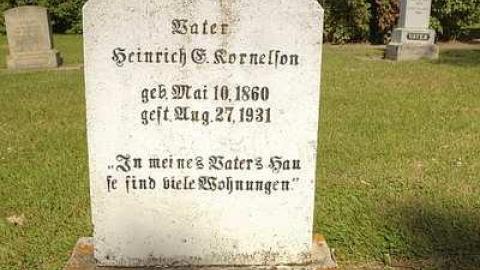 Vater
Heinrich E. Kornelſon
geb. Mai 10, 1860
geſt. Aug. 27, 1931
„In meines Vaters Hau
ſe ſind viele Wohnungen”
VATER